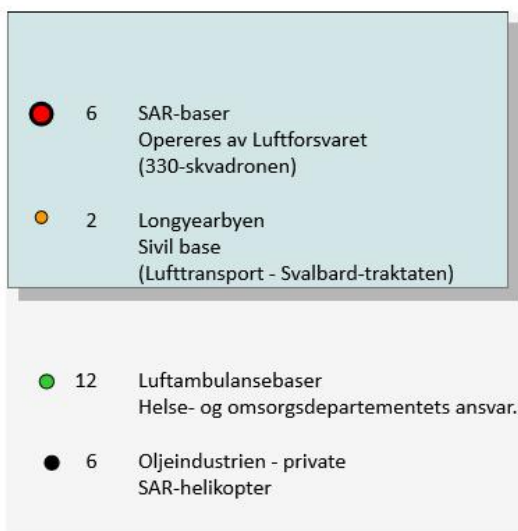 6 SAR-baser
Opereres av Luftforsvaret
(330-skvadronen)
2 Longyearbyen
Sivil base
(Lufttransport - Svalbard-traktaten)
12 Luftambulansebaser
Helse- og omsorgsdepartementets ansvar.
6 Oljeindustrien - private
SAR-helikopter